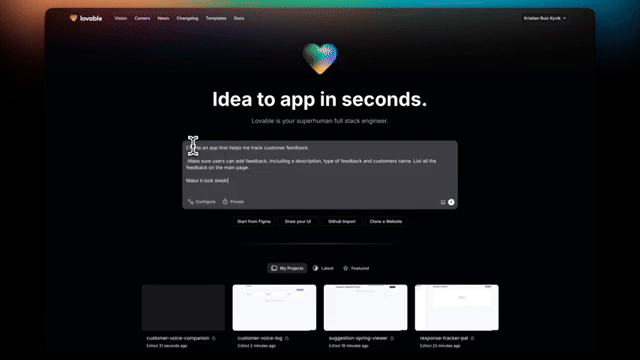 lovable Vision Careers News Changelog Templates Docs Kristian Ruiz Kyvik
Idea to app in seconds.
Lovable is your superhuman full stack engineer.
an app that helps me track customer feedback.
Make sure users can add feedback, including a description, type of feedback and customers name. List all the
feedback on the main page.
Make it look sleek!
Configure Private
Start from Figma Draw your UI Github Import Clone a Website
My Projects Latest Featured
customer-voice-companion customer-voice-log suggestion-spring-viewer response-tracker-pal
Edited 31 seconds ago Edited 2 minutes ago Edited 19 minutes ago Edited 23 minutes ago